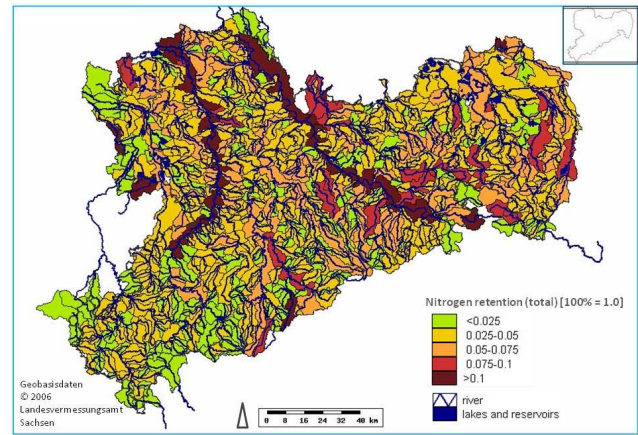 Nitrogen retention (total) [100% = 1.0]
<0.025
0.025-0.05
0.05-0.075
0.075-0.1
>0.1
river
lakes and reservoirs
Geobasisdaten
© 2006
Landesvermessungsamt
Sachsen
0 8 16 24 32 40 km